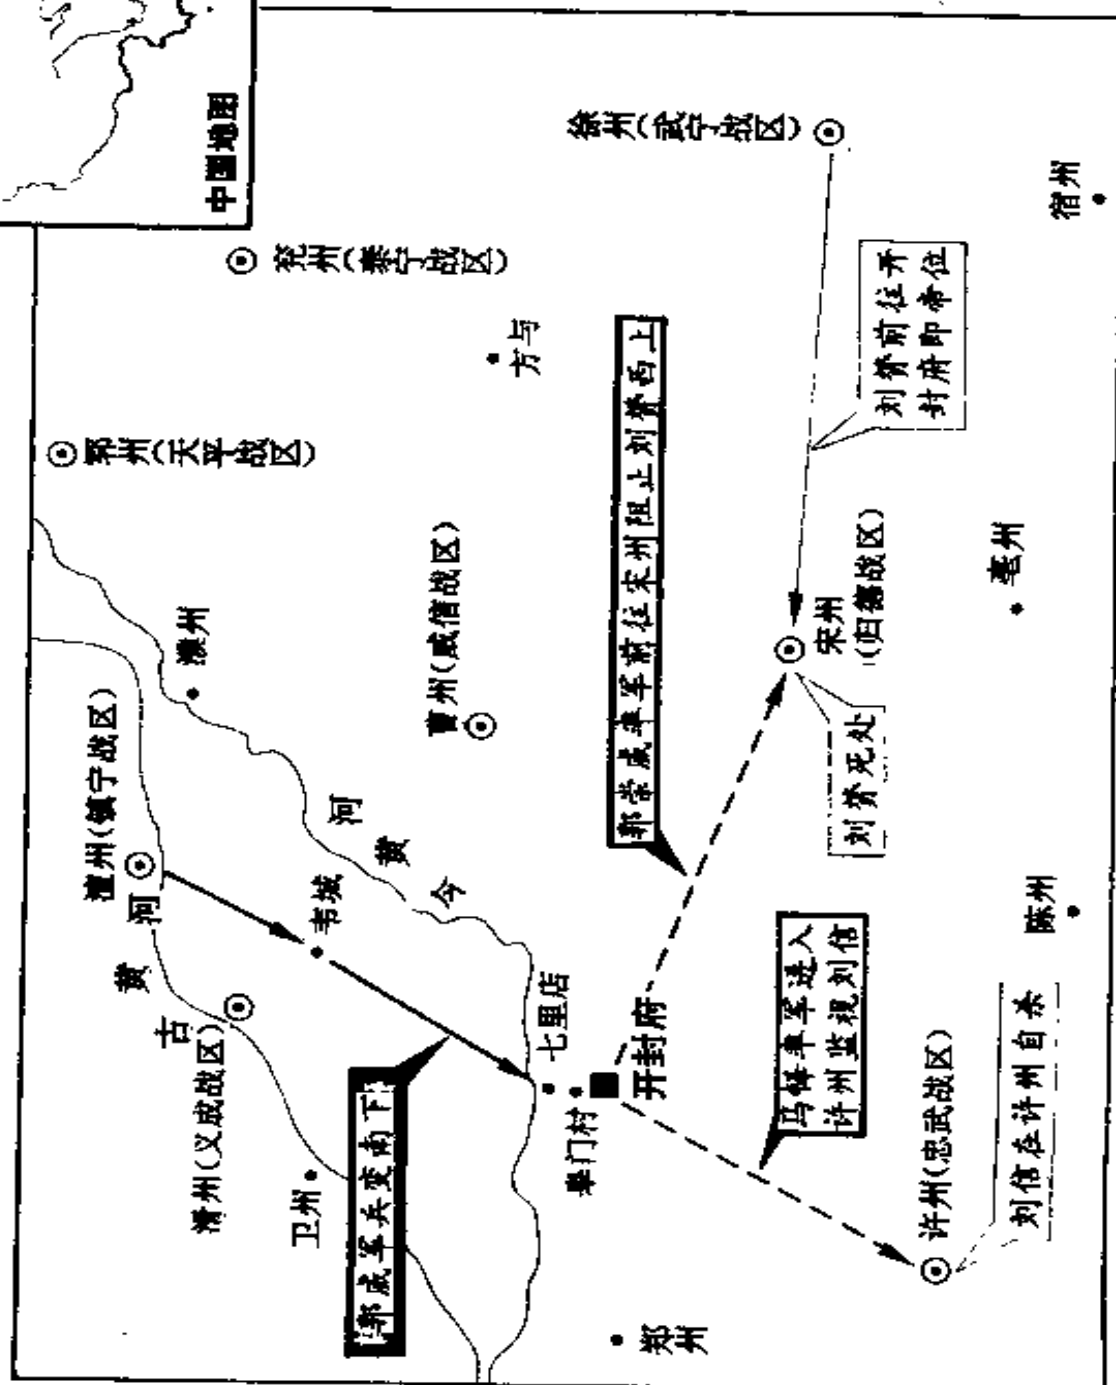 中国地图
澶州(镇宁战区)
郓州(天平战区)
兖州(泰宁战区)
徐州(武宁战区)
濮州
方与
曹州(威信战区)
韦城
古黄河
今黄河
滑州(义成战区)
卫州
七里店
皋门村
开封府
郑州
宋州
(归德战区)
宿州
亳州
陈州
许州(忠武战区)
郭威军兵变南下
郭崇威率军前往宋州阻止刘赟西上
刘赟前往开
封府即帝位
刘赟死处
马铎率军进入
许州监视刘信
刘信在许州自杀